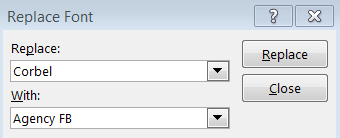 Replace Font
Replace:
Corbel
Replace
With:
Close
Agency FB